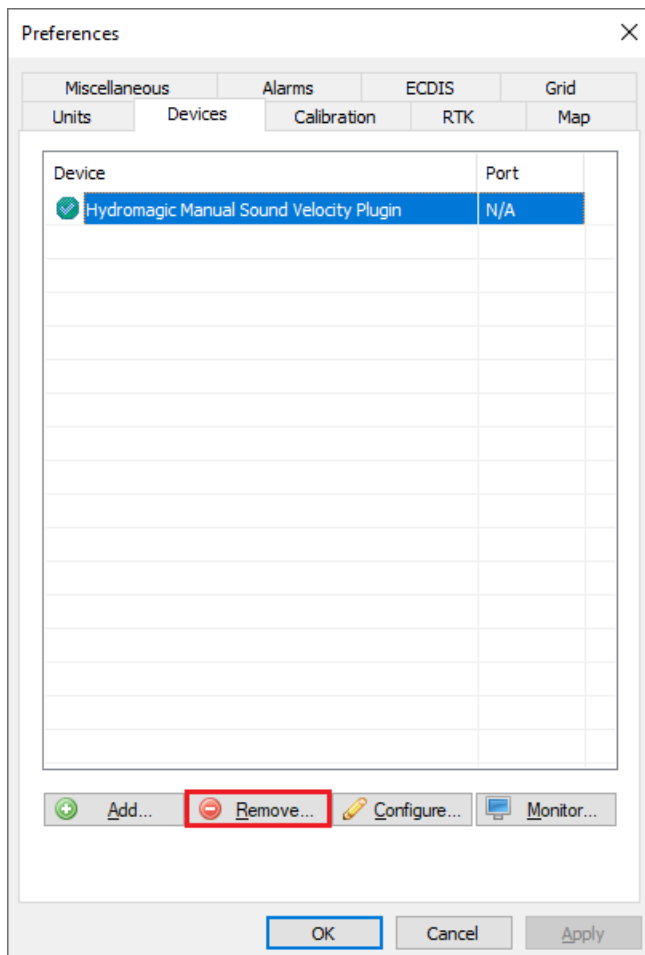 Preferences
Miscellaneous Alarms ECDIS Grid
Units Devices Calibration RTK Map
Device Port
Hydromagic Manual Sound Velocity Plugin N/A
Add... Remove... Configure... Monitor...
OK Cancel Apply